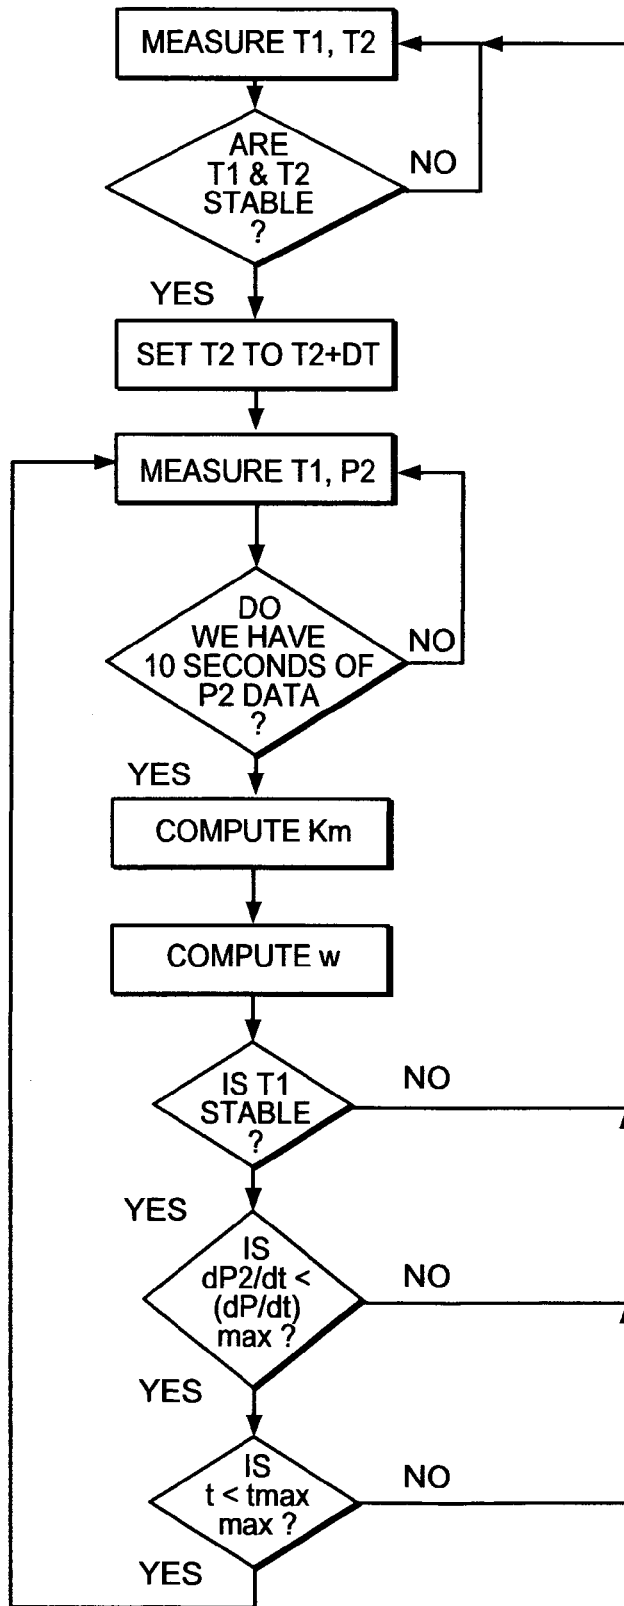 MEASURE T1, T2
ARE
T1 & T2
STABLE
?
NO
YES
SET T2 TO T2+DT
MEASURE T1, P2
DO
WE HAVE
10 SECONDS OF
P2 DATA
?
NO
YES
COMPUTE Km
COMPUTE w
IS T1
STABLE
?
NO
YES
IS
dP2/dt <
(dP/dt)
max ?
NO
YES
IS
t < tmax
max ?
NO
YES